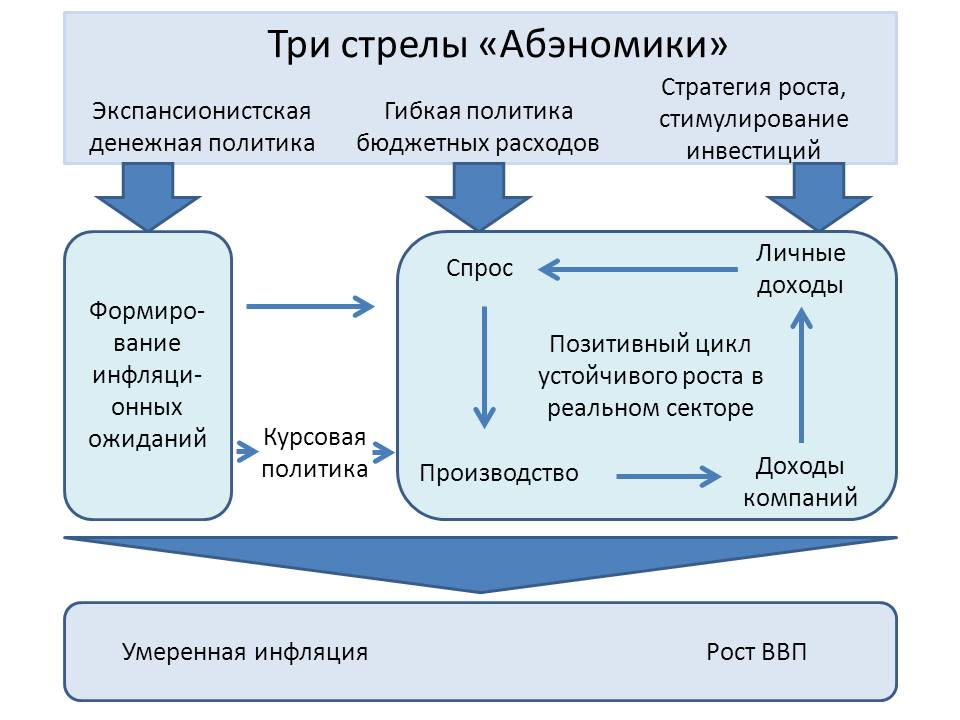 Три стрелы «Абэномики»
Экспансионистская
денежная политика
Гибкая политика
бюджетных расходов
Стратегия роста,
стимулирование
инвестиций
Формиро-
вание
инфляци-
онных
ожиданий
Курсовая
политика
Спрос
Личные
доходы
Позитивный цикл
устойчивого роста в
реальном секторе
Производство
Доходы
компаний
Умеренная инфляция
Рост ВВП